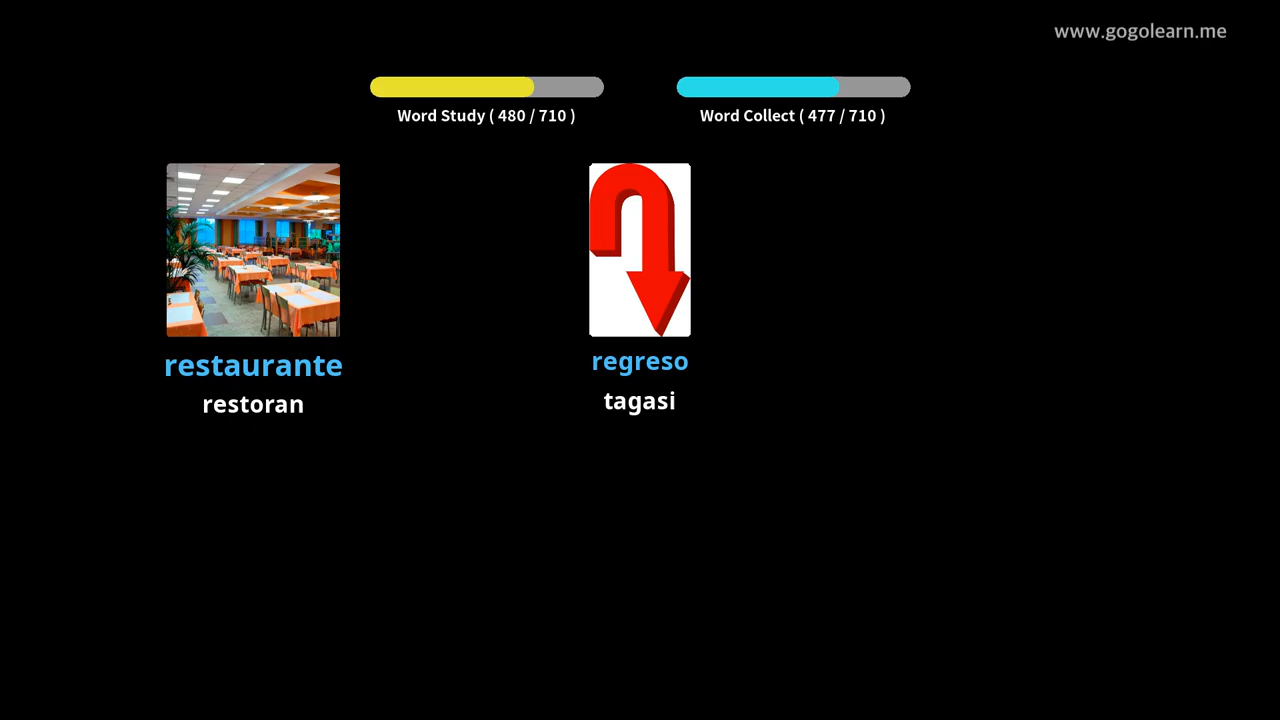 www.gogolearn.me
Word Study ( 480 / 710 )
Word Collect ( 477 / 710 )
restaurante
restoran
regreso
tagasi